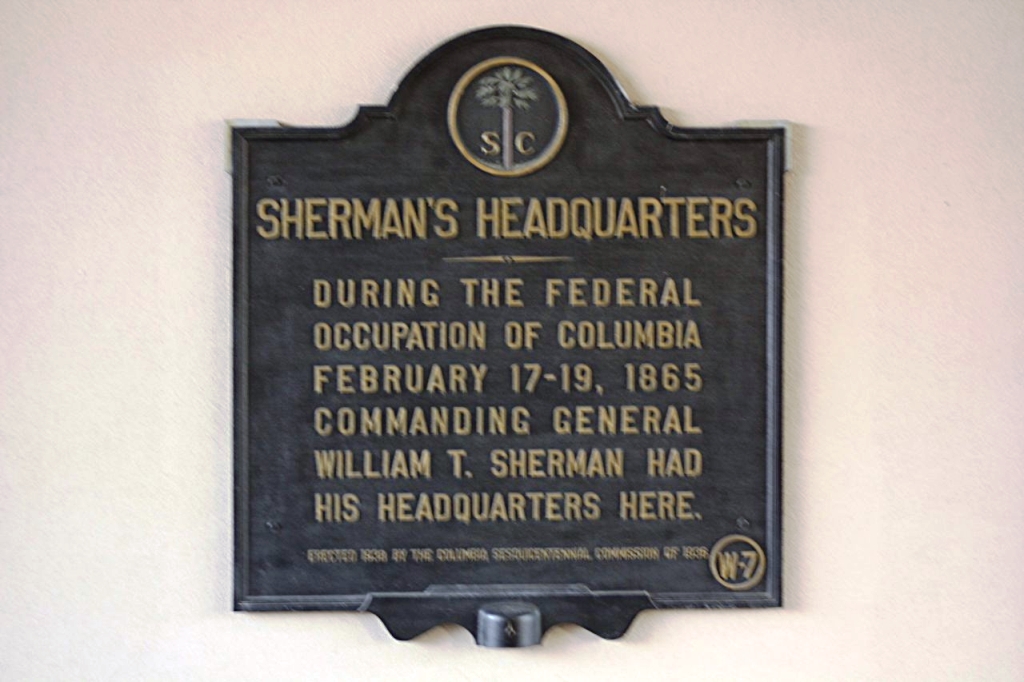 S C
SHERMAN'S HEADQUARTERS
DURING THE FEDERAL
OCCUPATION OF COLUMBIA
FEBRUARY 17-19, 1865
COMMANDING GENERAL
WILLIAM T. SHERMAN HAD
HIS HEADQUARTERS HERE.
ERECTED 1938 BY THE COLUMBIA SESQUICENTENNIAL COMMISSION OF 1936
W-7